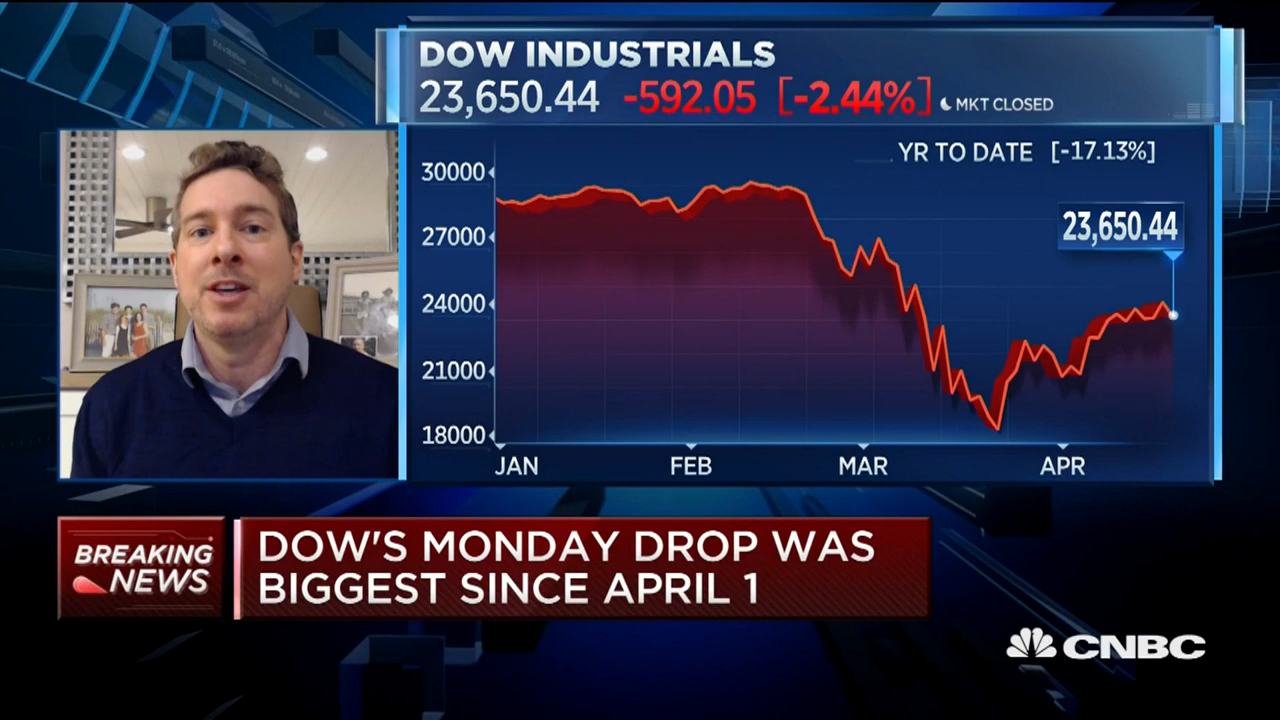 DOW INDUSTRIALS
23,650.44 -592.05 [-2.44%] MKT CLOSED
YR TO DATE [-17.13%]
30000
27000
24000
21000
18000
23,650.44
JAN FEB MAR APR
BREAKING
NEWS
DOW'S MONDAY DROP WAS
BIGGEST SINCE APRIL 1
CNBC